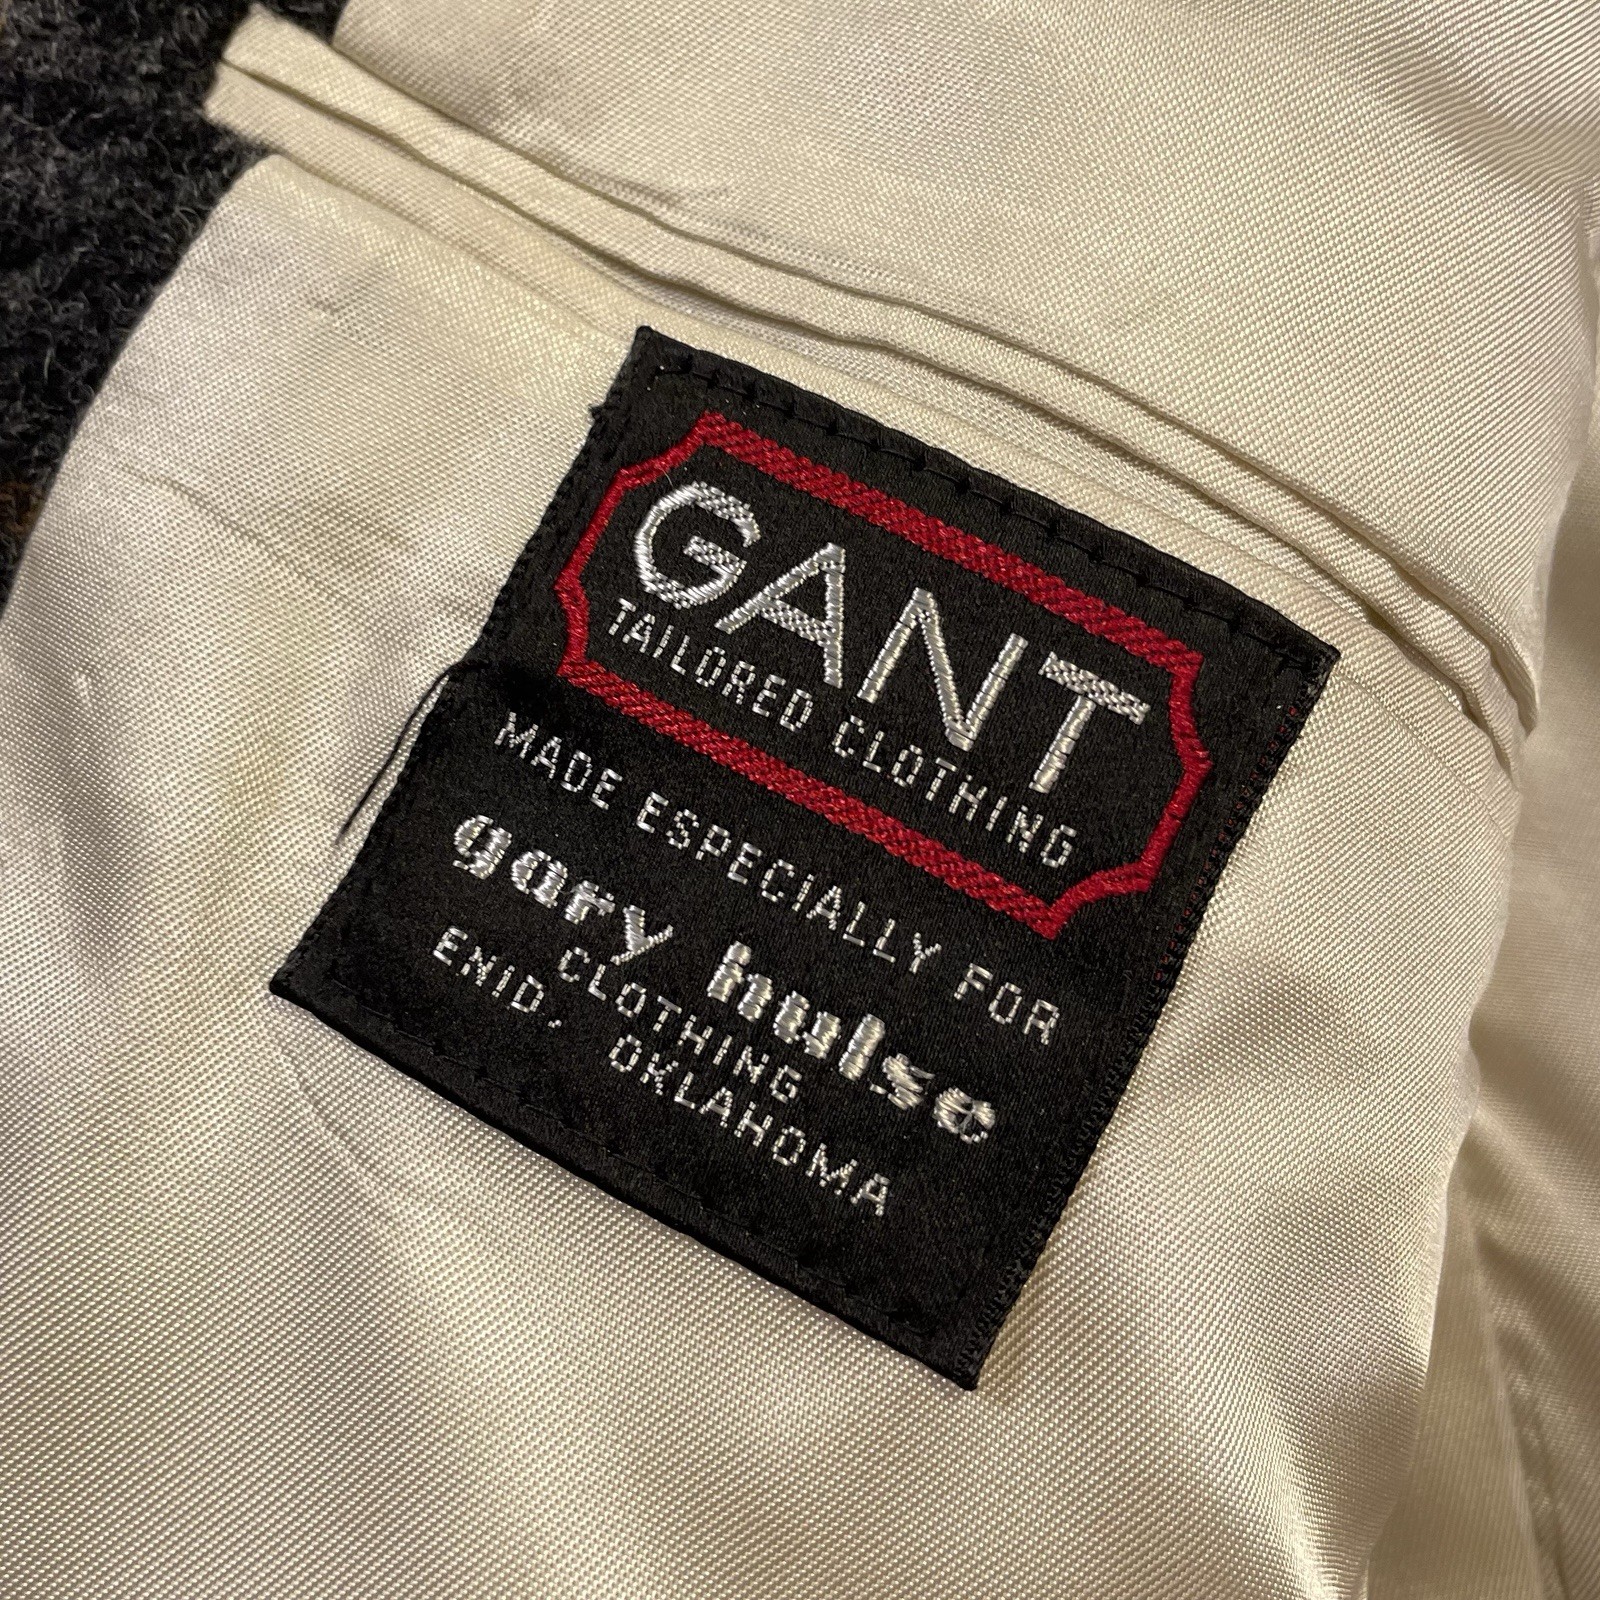 GANT
TAILORED CLOTHING
MADE ESPECIALLY FOR
gary hulse
CLOTHING
ENID, OKLAHOMA